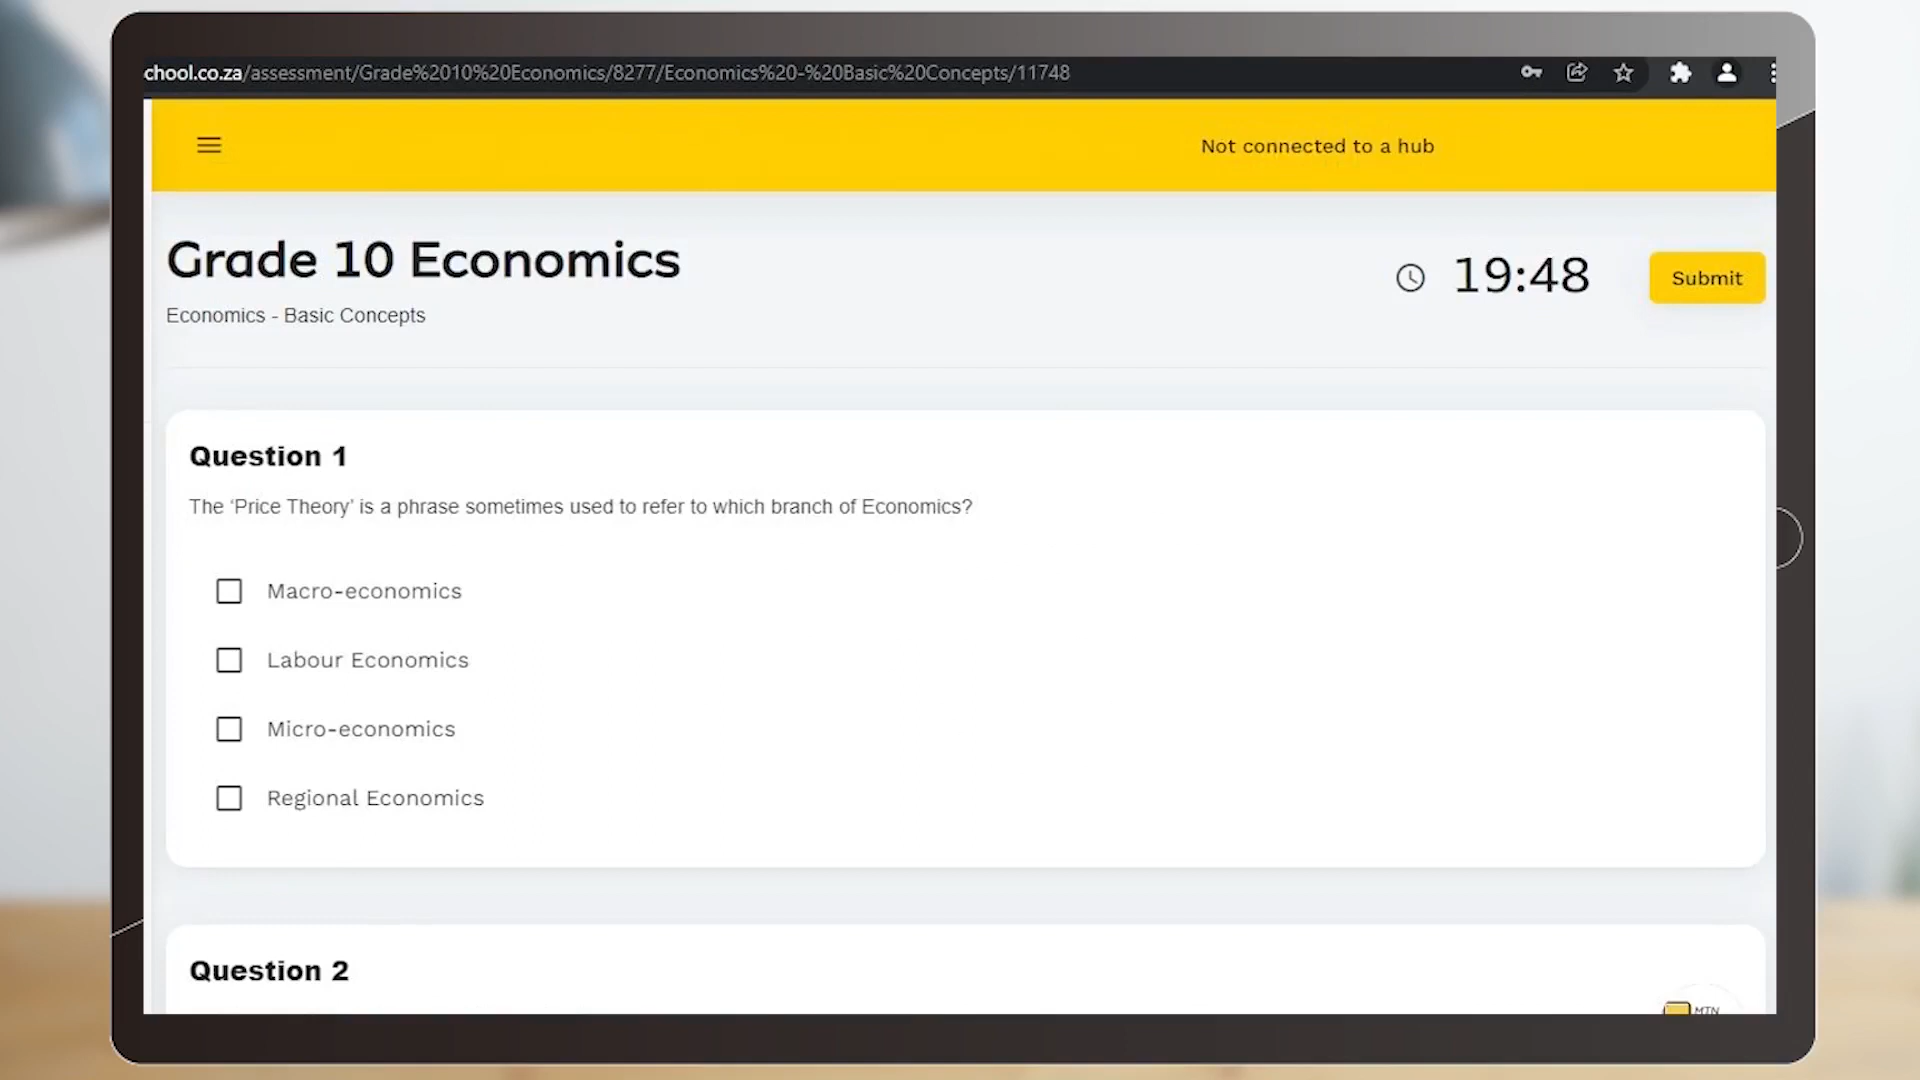 chool.co.za/assessment/Grade%2010%20Economics/8277/Economics%20-%20Basic%20Concepts/11748
Not connected to a hub
Grade 10 Economics
19:48
Submit
Economics - Basic Concepts
Question 1
The ‘Price Theory’ is a phrase sometimes used to refer to which branch of Economics?
Macro-economics
Labour Economics
Micro-economics
Regional Economics
Question 2
MTN